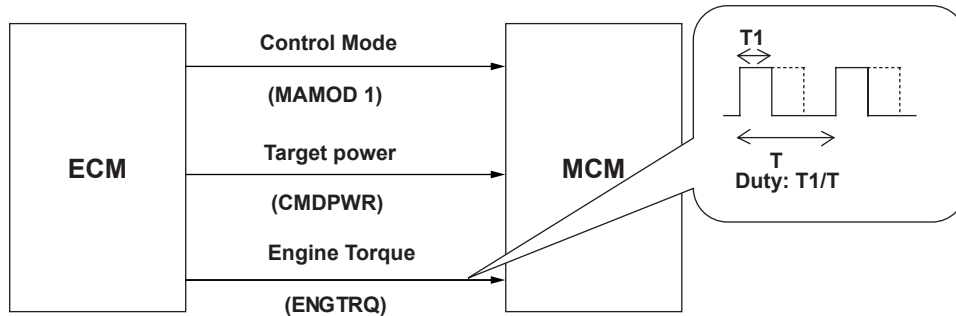 Control Mode
(MAMOD 1)
ECM
Target power
(CMDPWR)
MCM
Engine Torque
(ENGTRQ)
T1
T
Duty: T1/T